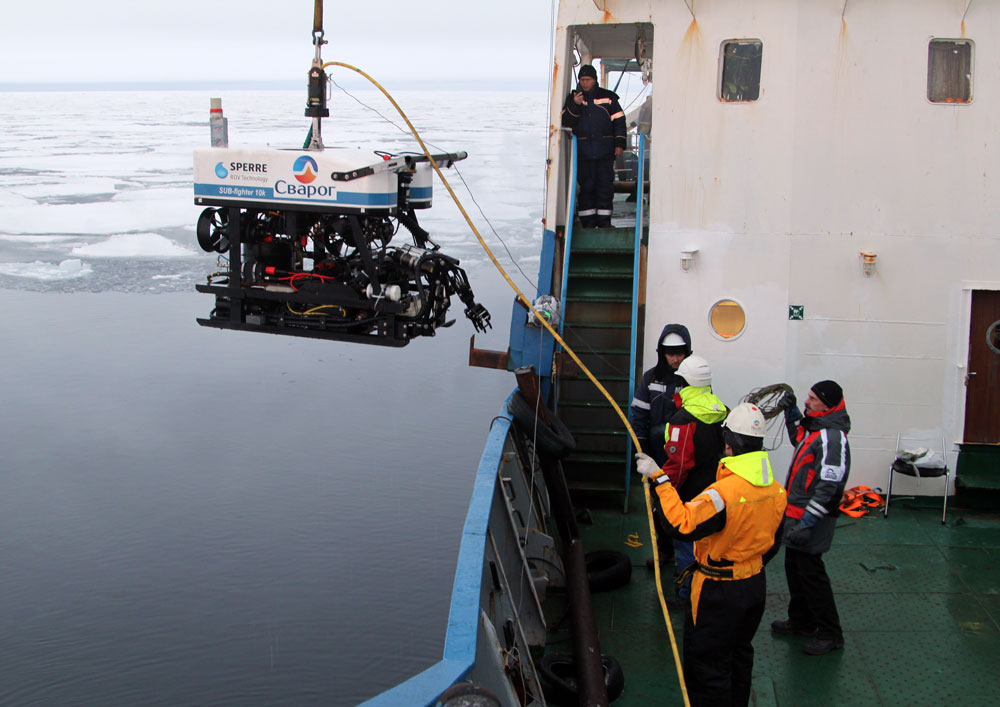 SPERRE
ROV Technology
SUB-fighter 10k
Сварог